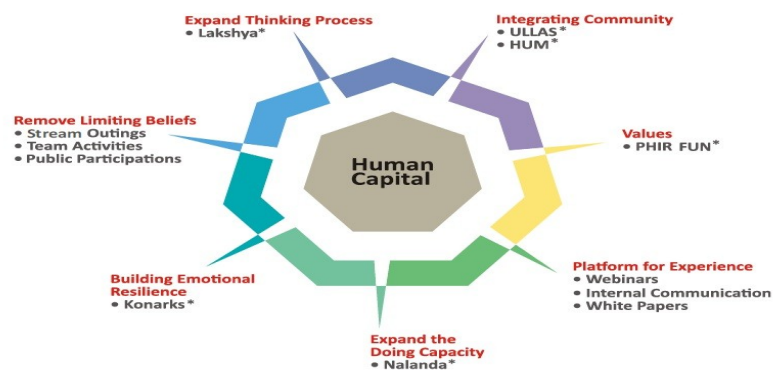 Expand Thinking Process
• Lakshya*
Integrating Community
• ULLAS*
• HUM*
Remove Limiting Beliefs
• Stream Outings
• Team Activities
• Public Participations
Values
• PHIR FUN*
Human
Capital
Building Emotional
Resilience
• Konarks*
Platform for Experience
• Webinars
• Internal Communication
• White Papers
Expand the
Doing Capacity
• Nalanda*